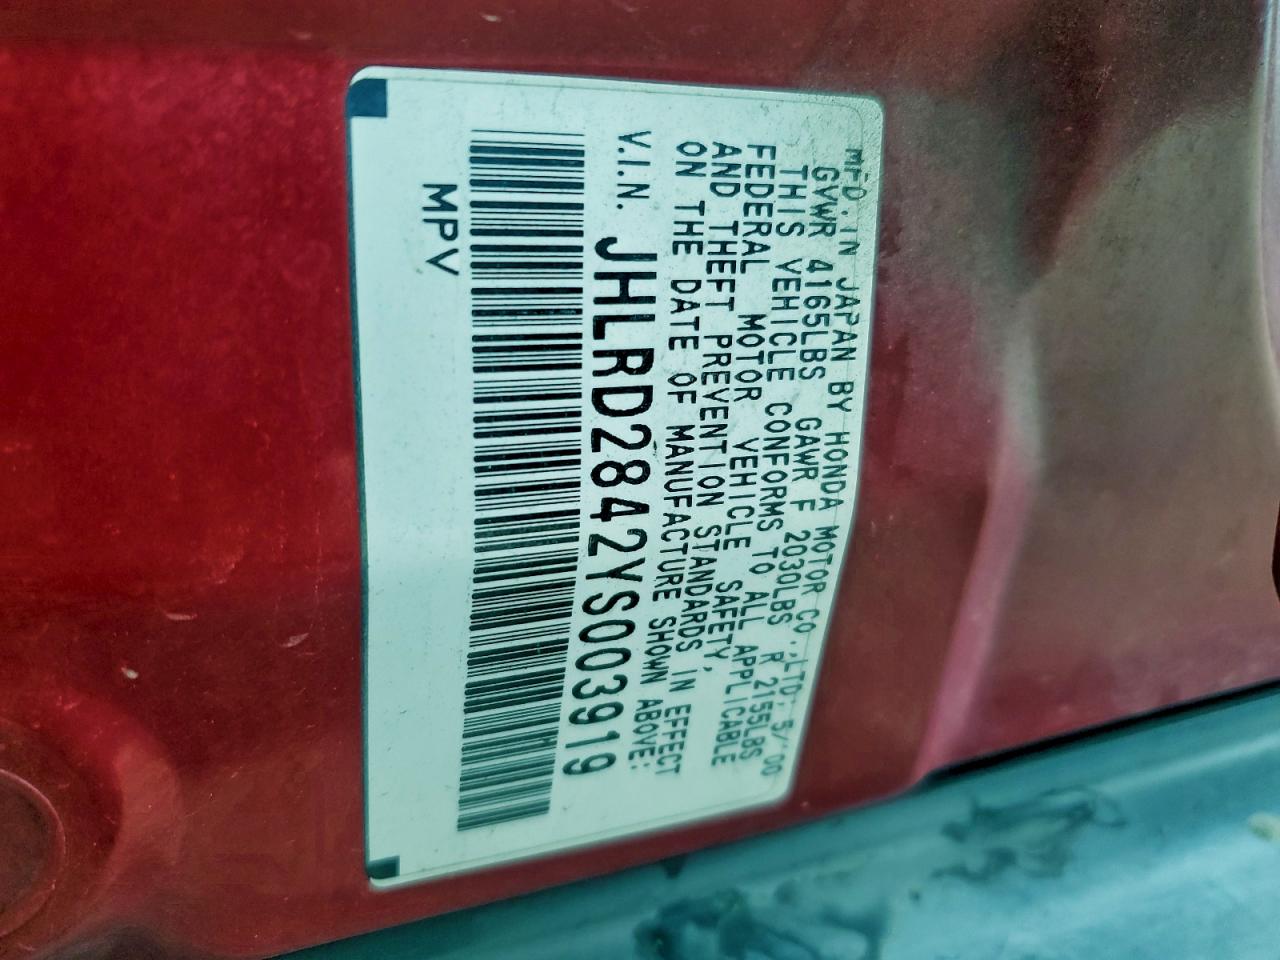 MFD. IN JAPAN BY HONDA MOTOR CO., LTD., 5/'00
GVWR 4165LBS GAWR F 2030LBS R 2155LBS
THIS VEHICLE CONFORMS TO ALL APPLICABLE
FEDERAL MOTOR VEHICLE SAFETY,
AND THEFT PREVENTION STANDARDS IN EFFECT
ON THE DATE OF MANUFACTURE SHOWN ABOVE:
V.I.N. JHLRD2842YS003919
MPV